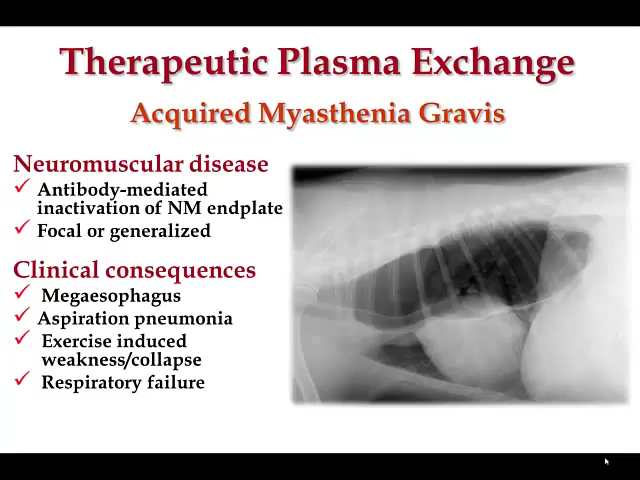 Therapeutic Plasma Exchange
Acquired Myasthenia Gravis
Neuromuscular disease
✓ Antibody-mediated
inactivation of NM endplate
✓ Focal or generalized
Clinical consequences
✓ Megaesophagus
✓ Aspiration pneumonia
✓ Exercise induced
weakness/collapse
✓ Respiratory failure